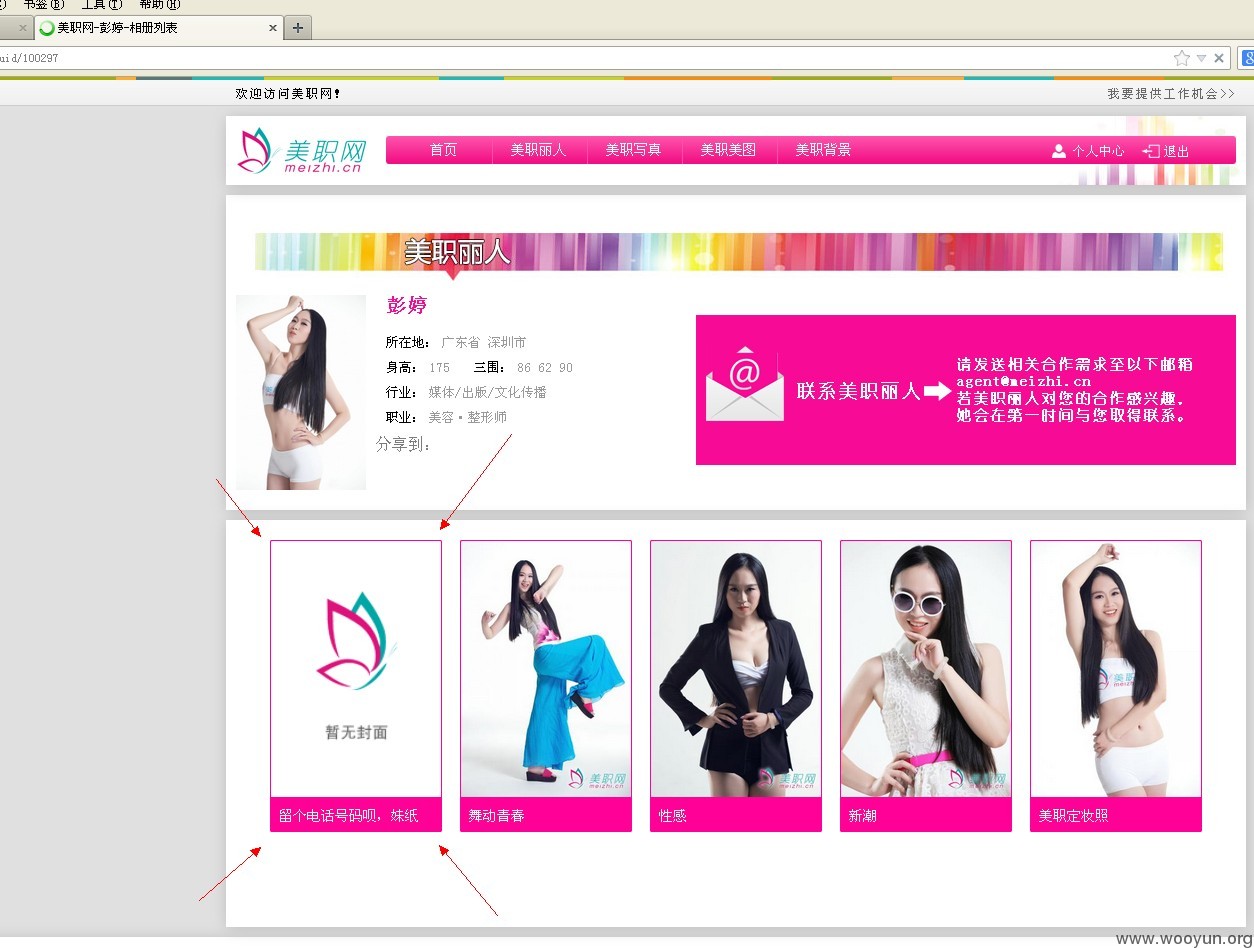 书签(B) 工具(T) 帮助(H)
美职网-彭婷-相册列表
uid/100297
欢迎访问美职网!
我要提供工作机会>>
美职网
meizhi.cn
首页 美职丽人 美职写真 美职美图 美职背景 个人中心 退出
美职丽人
彭婷
所在地: 广东省 深圳市
身高: 175 三围: 86 62 90
行业: 媒体/出版/文化传播
职业: 美容·整形师
分享到:
@
联系美职丽人
请发送相关合作需求至以下邮箱
agent@meizhi.cn
若美职丽人对您的合作感兴趣,
她会在第一时间与您取得联系。
暂无封面
美职网
meizhi.cn
美职网
meizhi.cn
美职网
meizhi.cn
美职网
留个电话号码呗, 妹纸
舞动青春
性感
新潮
美职定妆照
www.wooyun.org